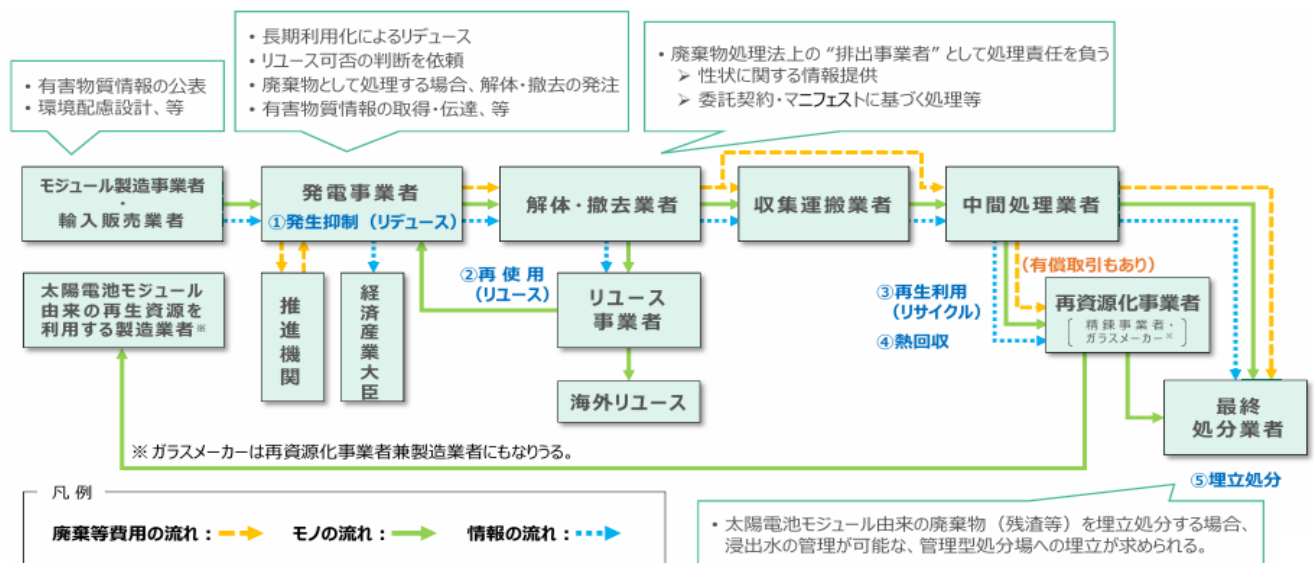 ・有害物質情報の公表
・環境配慮設計、等
・長期利用化によるリデュース
・リユース可否の判断を依頼
・廃棄物として処理する場合、解体・撤去の発注
・有害物質情報の取得・伝達、等
・廃棄物処理法上の “排出事業者” として処理責任を負う
➢ 性状に関する情報提供
➢ 委託契約・マニフェストに基づく処理等
モジュール製造事業者
・
輸入販売業者
発電事業者
①発生抑制（リデュース）
解体・撤去業者
収集運搬業者
中間処理業者
太陽電池モジュール
由来の再生資源を
利用する製造業者※
推進機関
経済産業大臣
②再使用
（リユース）
リユース
事業者
海外リユース
③再生利用
（リサイクル）
④熱回収
（有償取引もあり）
再資源化事業者
精錬事業者・
ガラスメーカー※
最終
処分業者
⑤埋立処分
※ ガラスメーカーは再資源化事業者兼製造業者にもなりうる。
凡例
廃棄等費用の流れ：
モノの流れ：
情報の流れ：
・太陽電池モジュール由来の廃棄物（残渣等）を埋立処分する場合、
浸出水の管理が可能な、管理型処分場への埋立が求められる。